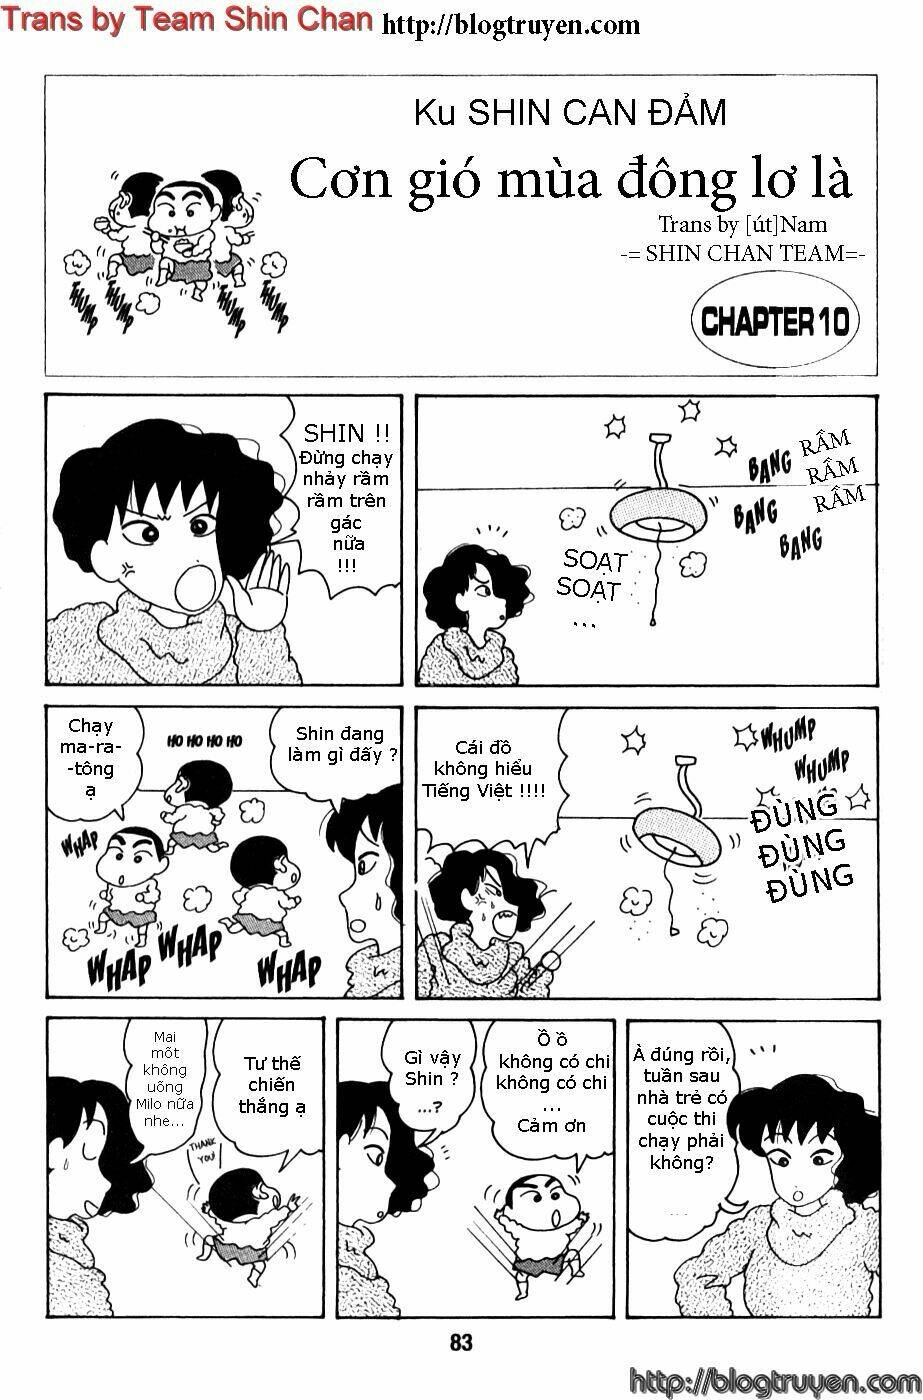 Trans by Team Shin Chan http://blogtruyen.com
Ku SHIN CAN ĐẢM
Cơn gió mùa đông lơ là
Trans by [út]Nam
-= SHIN CHAN TEAM=-
THUMP
THUMP
THUMP
THUMP
CHAPTER 10
SHIN !!
Đừng chạy
nhảy rầm
rầm trên
gác
nữa
!!!
BANG
BANG
BANG
RẦM
RẦM
RẦM
SOẠT
SOẠT
...
Chạy
ma-ra-
-tông
ạ
HO HO HO HO
Shin đang
làm gì đấy ?
WHAP
WHAP
WHAP
WHAP
Cái đồ
không hiểu
Tiếng Việt !!!!
WHUMP
WHUMP
ĐÙNG
ĐÙNG
ĐÙNG
Mai
mốt
không
uống
Milo nữa
nhe...
Tư thế
chiến
thắng ạ
THANK
YOU!
Gì vậy
Shin ?
...?
Ồ ồ
không có chi
không có chi
...
Cảm ơn
À đúng rồi,
tuần sau
nhà trẻ có
cuộc thi
chạy phải
không?
83
http://blogtruyen.com